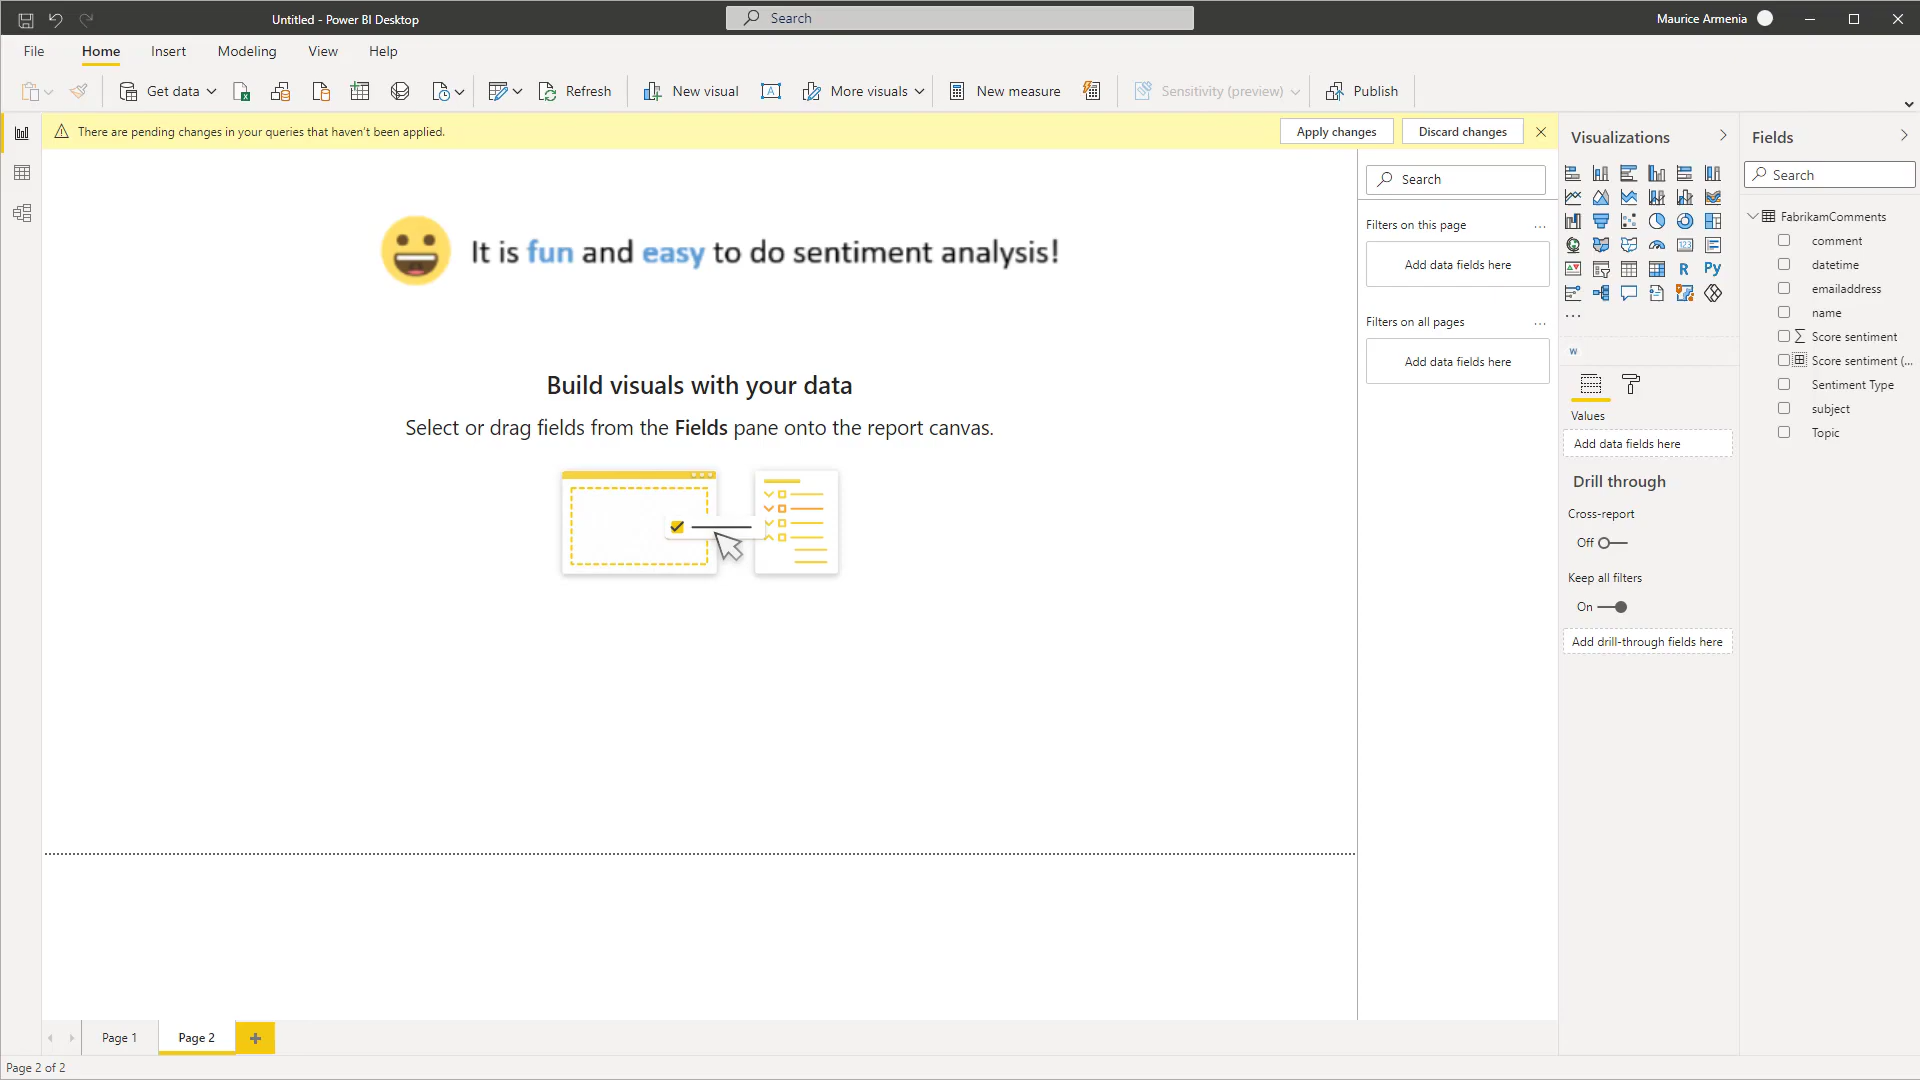 Untitled - Power BI Desktop
Search
Maurice Armenia
File
Home
Insert
Modeling
View
Help
Get data
Refresh
New visual
More visuals
New measure
Sensitivity (preview)
Publish
There are pending changes in your queries that haven't been applied.
Apply changes
Discard changes
It is fun and easy to do sentiment analysis!
Build visuals with your data
Select or drag fields from the Fields pane onto the report canvas.
Search
Filters on this page
...
Add data fields here
Filters on all pages
...
Add data fields here
Visualizations
123
R
Py
...
W
Values
Add data fields here
Drill through
Cross-report
Off
Keep all filters
On
Add drill-through fields here
Fields
Search
FabrikamComments
comment
datetime
emailaddress
name
Score sentiment
Score sentiment (...
Sentiment Type
subject
Topic
Page 1
Page 2
Page 2 of 2